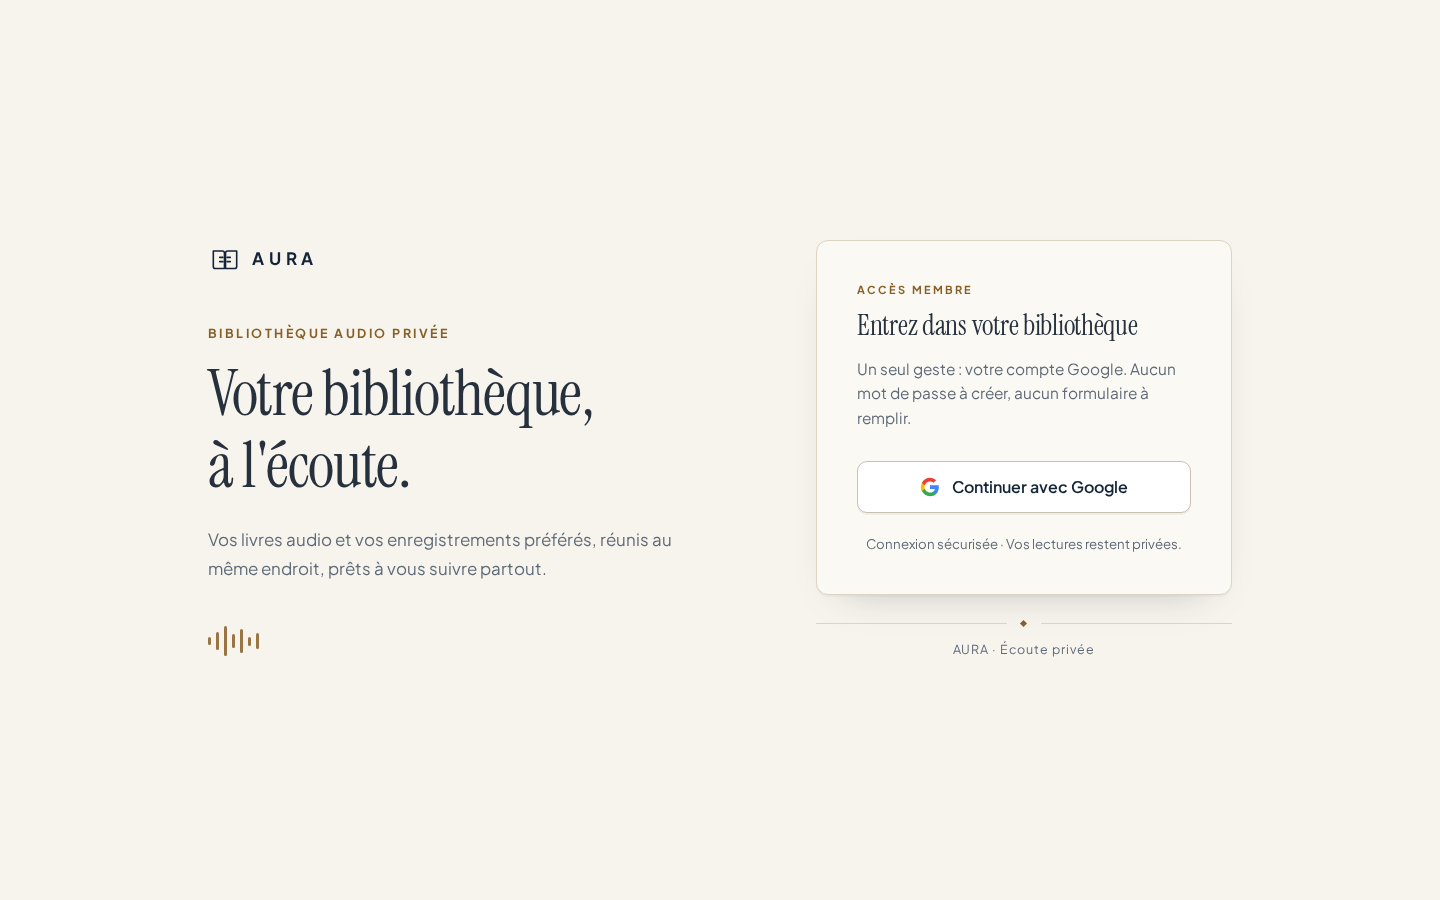 AURA
BIBLIOTHÈQUE AUDIO PRIVÉE
Votre bibliothèque,
à l'écoute.
Vos livres audio et vos enregistrements préférés, réunis au
même endroit, prêts à vous suivre partout.
ACCÈS MEMBRE
Entrez dans votre bibliothèque
Un seul geste : votre compte Google. Aucun
mot de passe à créer, aucun formulaire à
remplir.
Continuer avec Google
Connexion sécurisée · Vos lectures restent privées.
AURA · Écoute privée